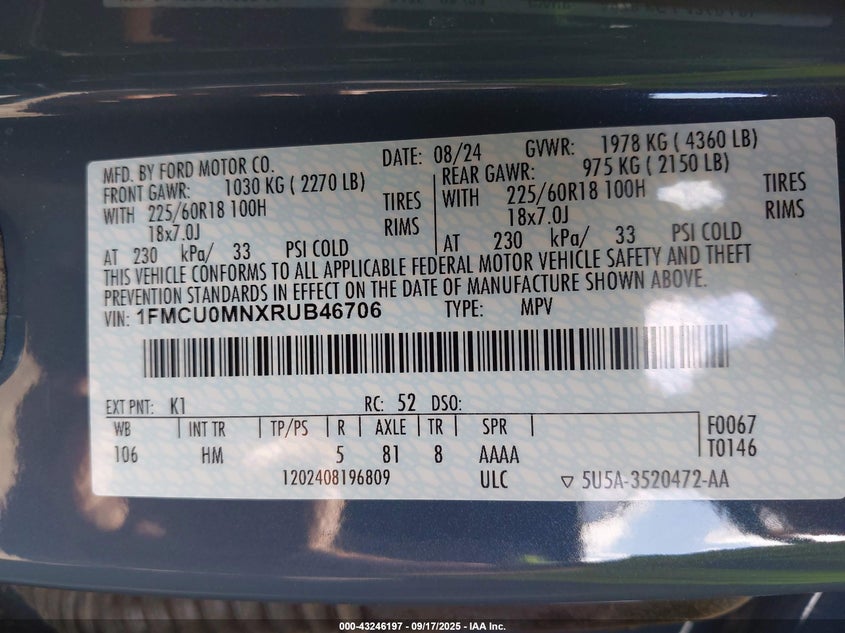 MFD. BY FORD MOTOR CO. DATE: 08/24 GVWR: 1978 KG ( 4360 LB)
FRONT GAWR: 1030 KG ( 2270 LB) REAR GAWR: 975 KG ( 2150 LB)
WITH 225/60R18 100H TIRES WITH 225/60R18 100H TIRES
18x7.0J RIMS 18x7.0J RIMS
AT 230 kPa/ 33 PSI COLD AT 230 kPa/ 33 PSI COLD
THIS VEHICLE CONFORMS TO ALL APPLICABLE FEDERAL MOTOR VEHICLE SAFETY AND THEFT
PREVENTION STANDARDS IN EFFECT ON THE DATE OF MANUFACTURE SHOWN ABOVE.
VIN: 1FMCU0MNXRUB46706 TYPE: MPV
EXT PNT: K1 RC: 52 DSO:
WB INT TR TP/PS R AXLE TR SPR F0067
106 HM 5 81 8 AAAA T0146
1202408196809 ULC ▽ 5U5A-3520472-AA
000-43246197 - 09/17/2025 - IAA Inc.